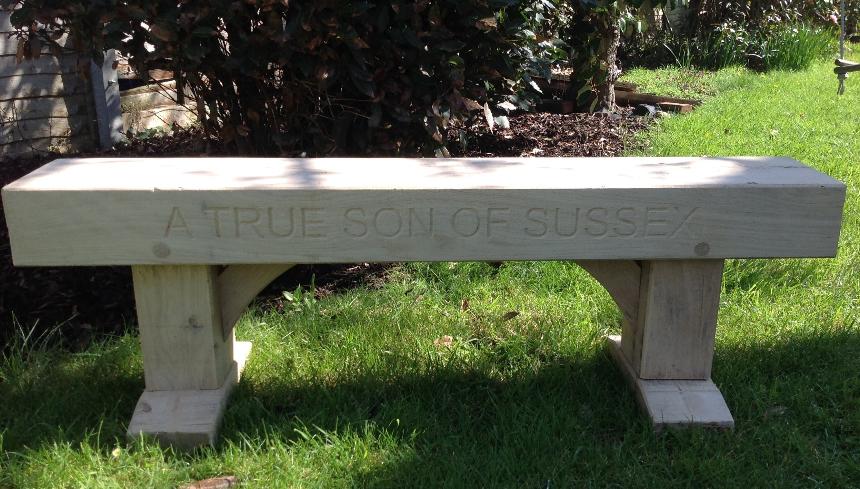 A TRUE SON OF SUSSEX